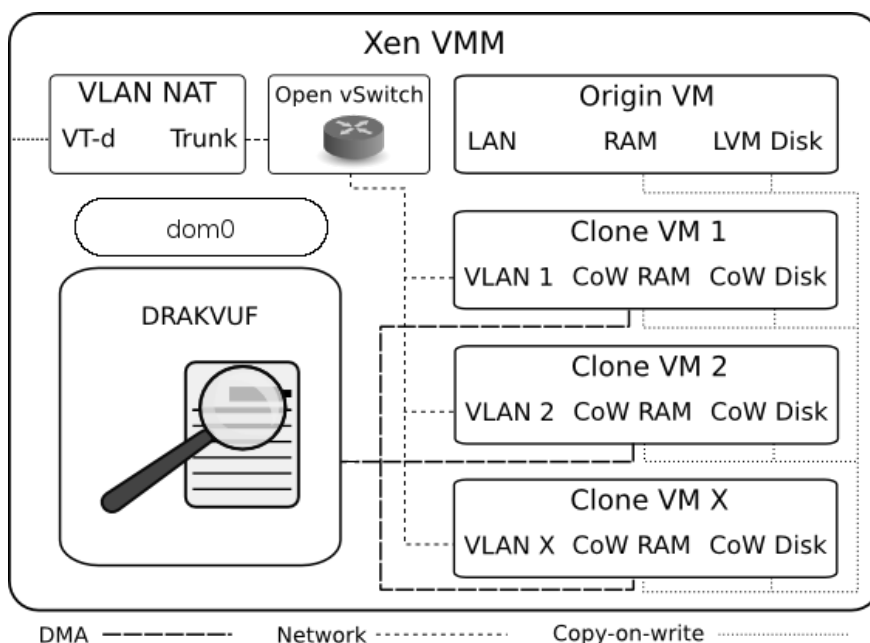 Xen VMM
VLAN NAT
VT-d Trunk
Open vSwitch
Origin VM
LAN RAM LVM Disk
dom0
DRAKVUF
Clone VM 1
VLAN 1 CoW RAM CoW Disk
Clone VM 2
VLAN 2 CoW RAM CoW Disk
Clone VM X
VLAN X CoW RAM CoW Disk
DMA Network Copy-on-write